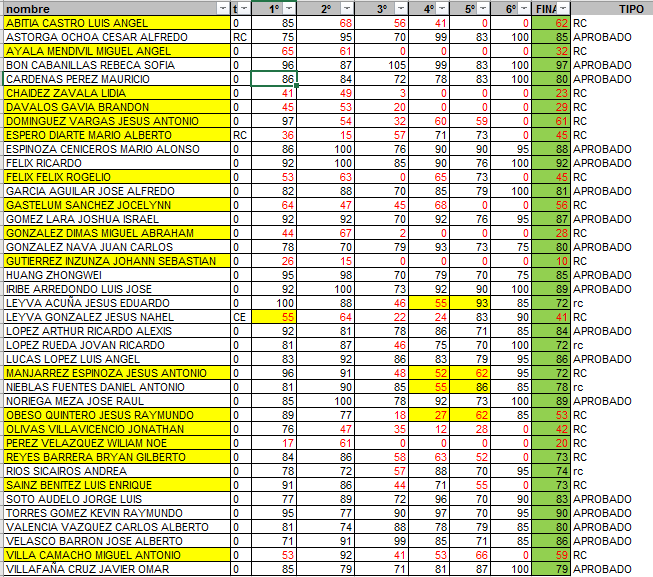 nombre t 1° 2° 3° 4° 5° 6° FINA TIPO
ABITIA CASTRO LUIS ANGEL 0 85 68 56 41 0 0 62 RC
ASTORGA OCHOA CESAR ALFREDO RC 75 95 70 99 83 100 85 APROBADO
AYALA MENDIVIL MIGUEL ANGEL 0 65 61 0 0 0 0 32 RC
BON CABANILLAS REBECA SOFIA 0 96 87 105 99 83 100 97 APROBADO
CARDENAS PEREZ MAURICIO 0 86 84 72 78 83 100 80 APROBADO
CHAIDEZ ZAVALA LIDIA 0 41 49 3 0 0 0 23 RC
DAVALOS GAVIA BRANDON 0 45 53 20 0 0 0 29 RC
DOMINGUEZ VARGAS JESUS ANTONIO 0 97 54 32 60 59 0 61 RC
ESPERO DIARTE MARIO ALBERTO RC 36 15 57 71 73 0 45 RC
ESPINOZA CENICEROS MARIO ALONSO 0 86 100 76 90 90 95 88 APROBADO
FELIX RICARDO 0 92 100 85 90 76 100 92 APROBADO
FELIX FELIX ROGELIO 0 53 63 0 65 73 0 45 RC
GARCIA AGUILAR JOSE ALFREDO 0 82 88 70 85 79 100 81 APROBADO
GASTELUM SANCHEZ JOCELYNN 0 64 47 45 68 0 0 56 RC
GOMEZ LARA JOSHUA ISRAEL 0 92 92 70 92 76 95 87 APROBADO
GONZALEZ DIMAS MIGUEL ABRAHAM 0 44 67 2 0 0 0 28 RC
GONZALEZ NAVA JUAN CARLOS 0 78 70 79 93 73 75 80 APROBADO
GUTIERREZ INZUNZA JOHANN SEBASTIAN 0 26 15 0 0 0 0 10 RC
HUANG ZHONGWEI 0 95 98 70 79 70 75 85 APROBADO
IRIBE ARREDONDO LUIS JOSE 0 92 100 73 92 90 100 89 APROBADO
LEYVA ACUÑA JESUS EDUARDO 0 100 88 46 55 93 85 72 rc
LEYVA GONZALEZ JESUS NAHEL CE 55 64 22 24 83 90 41 RC
LOPEZ ARTHUR RICARDO ALEXIS 0 92 81 78 86 71 85 84 APROBADO
LOPEZ RUEDA JOVAN RICARDO 0 81 87 46 75 70 100 72 rc
LUCAS LOPEZ LUIS ANGEL 0 83 92 86 83 79 95 86 APROBADO
MANJARREZ ESPINOZA JESUS ANTONIO 0 96 91 48 52 62 95 72 RC
NIEBLAS FUENTES DANIEL ANTONIO 0 81 90 85 55 86 85 78 rc
NORIEGA MEZA JOSE RAUL 0 85 100 78 92 73 100 89 APROBADO
OBESO QUINTERO JESUS RAYMUNDO 0 89 77 18 27 62 85 53 RC
OLIVAS VILLAVICENCIO JONATHAN 0 76 47 35 12 28 0 42 RC
PEREZ VELAZQUEZ WILIAM NOE 0 17 61 0 0 0 0 20 RC
REYES BARRERA BRYAN GILBERTO 0 84 86 58 63 52 0 73 RC
RIOS SICAIROS ANDREA 0 78 72 57 88 70 95 74 rc
SAINZ BENITEZ LUIS ENRIQUE 0 91 86 44 71 55 0 73 RC
SOTO AUDELO JORGE LUIS 0 77 89 72 96 70 90 83 APROBADO
TORRES GOMEZ KEVIN RAYMUNDO 0 95 77 90 97 70 95 90 APROBADO
VALENCIA VAZQUEZ CARLOS ALBERTO 0 81 74 88 78 79 85 80 APROBADO
VELASCO BARRON JOSE ALBERTO 0 71 91 99 85 71 85 86 APROBADO
VILLA CAMACHO MIGUEL ANTONIO 0 53 92 41 53 66 0 59 RC
VILLAFAÑA CRUZ JAVIER OMAR 0 85 79 71 81 87 100 79 APROBADO